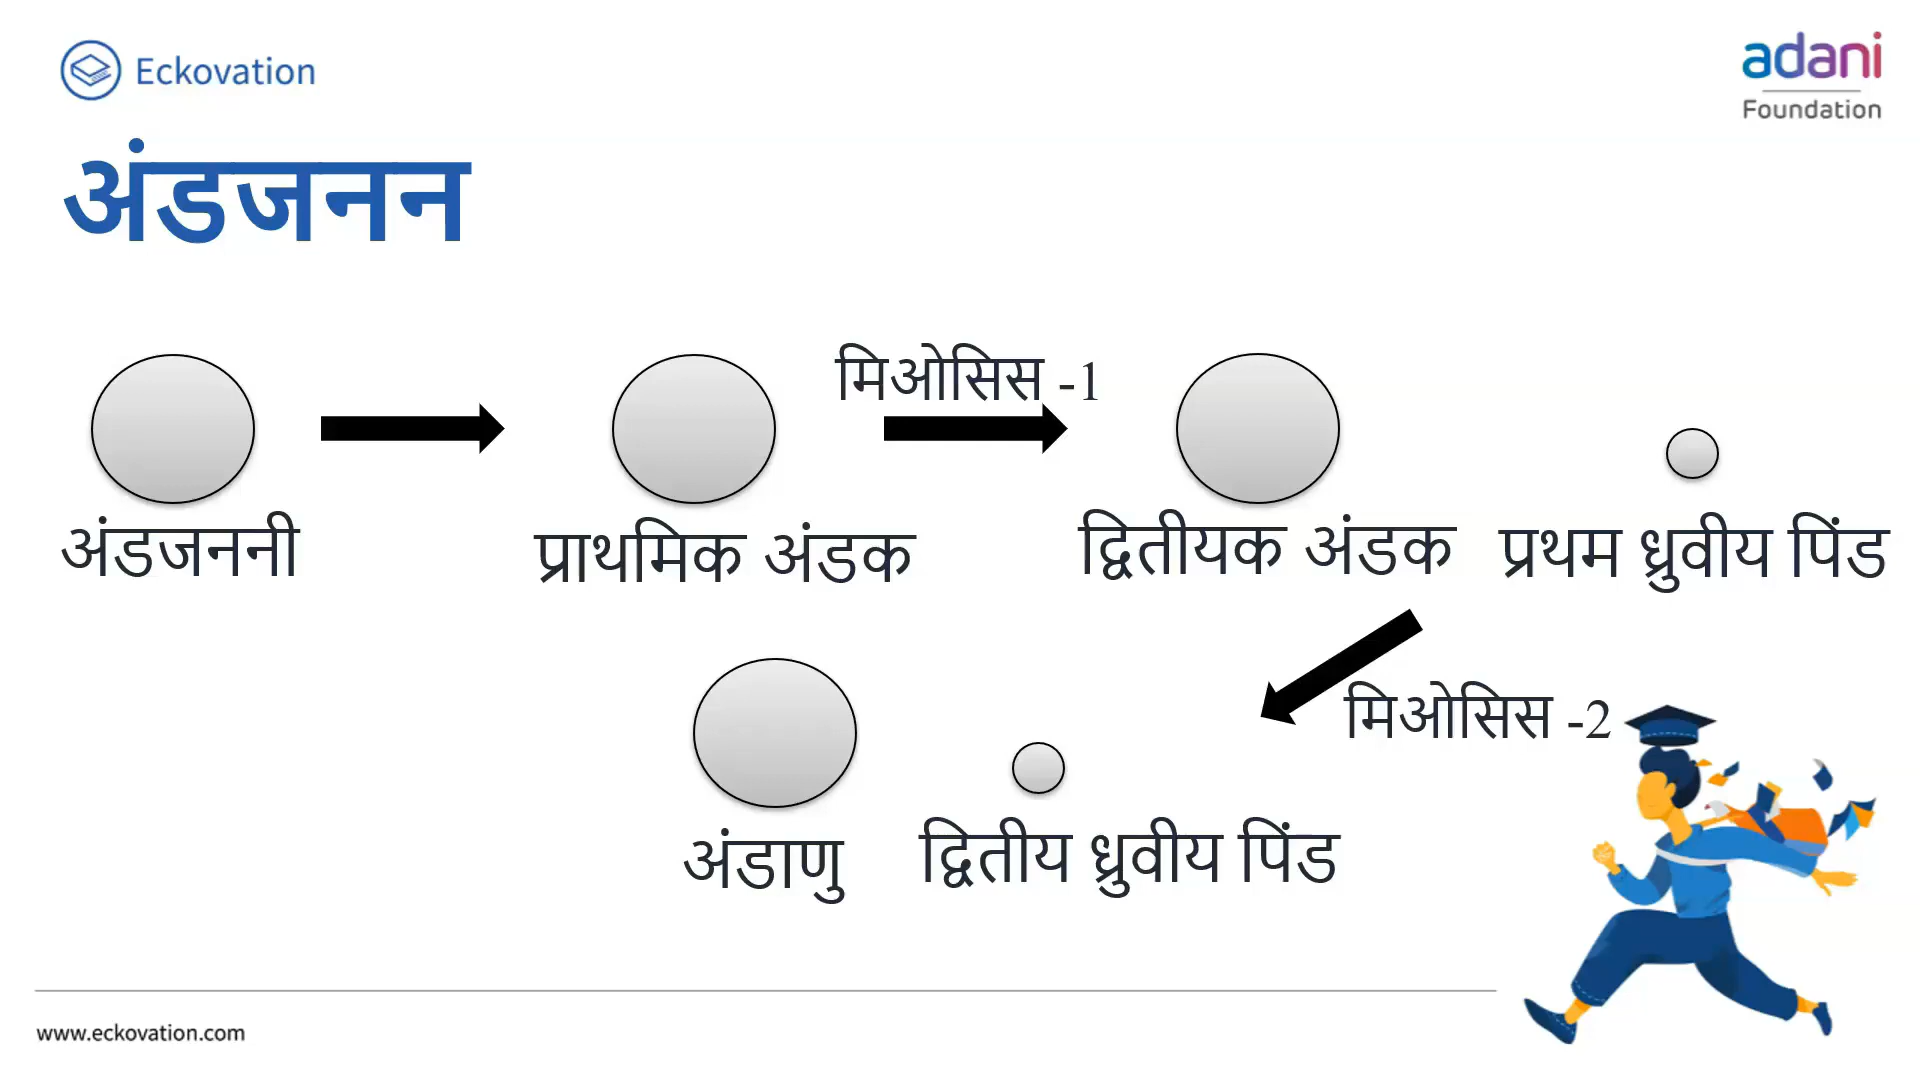 Eckovation
adani
Foundation
अंडजनन
मिओसिस -1
अंडजननी
प्राथमिक अंडक
द्वितीयक अंडक
प्रथम ध्रुवीय पिंड
मिओसिस -2
अंडाणु
द्वितीय ध्रुवीय पिंड
www.eckovation.com